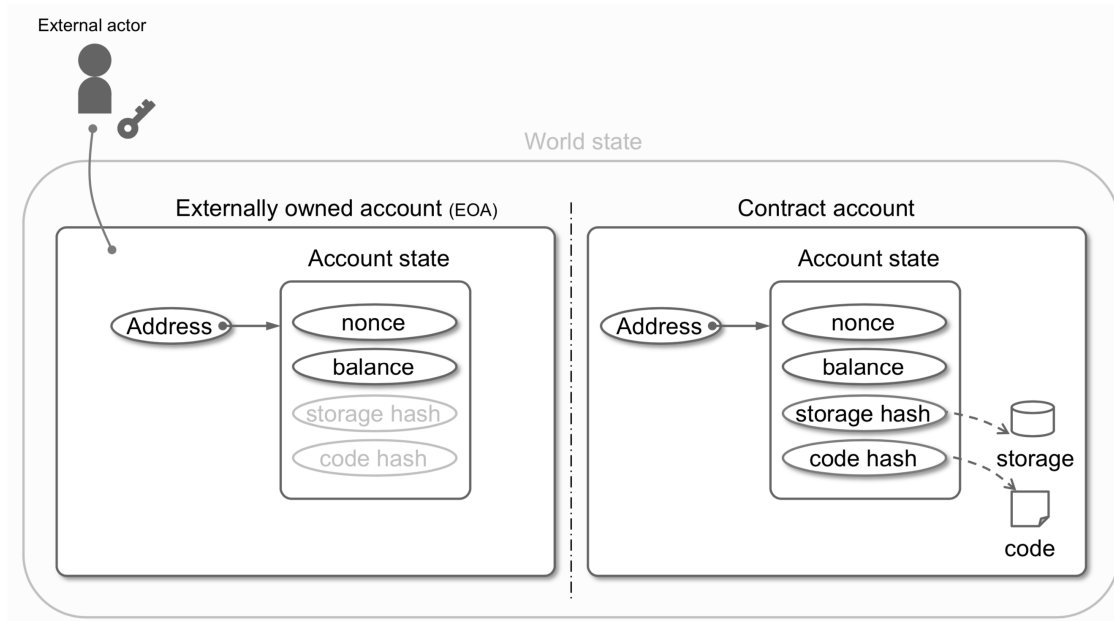 External actor
World state
Externally owned account (EOA)
Account state
Address
nonce
balance
storage hash
code hash
Contract account
Account state
Address
nonce
balance
storage hash
code hash
storage
code